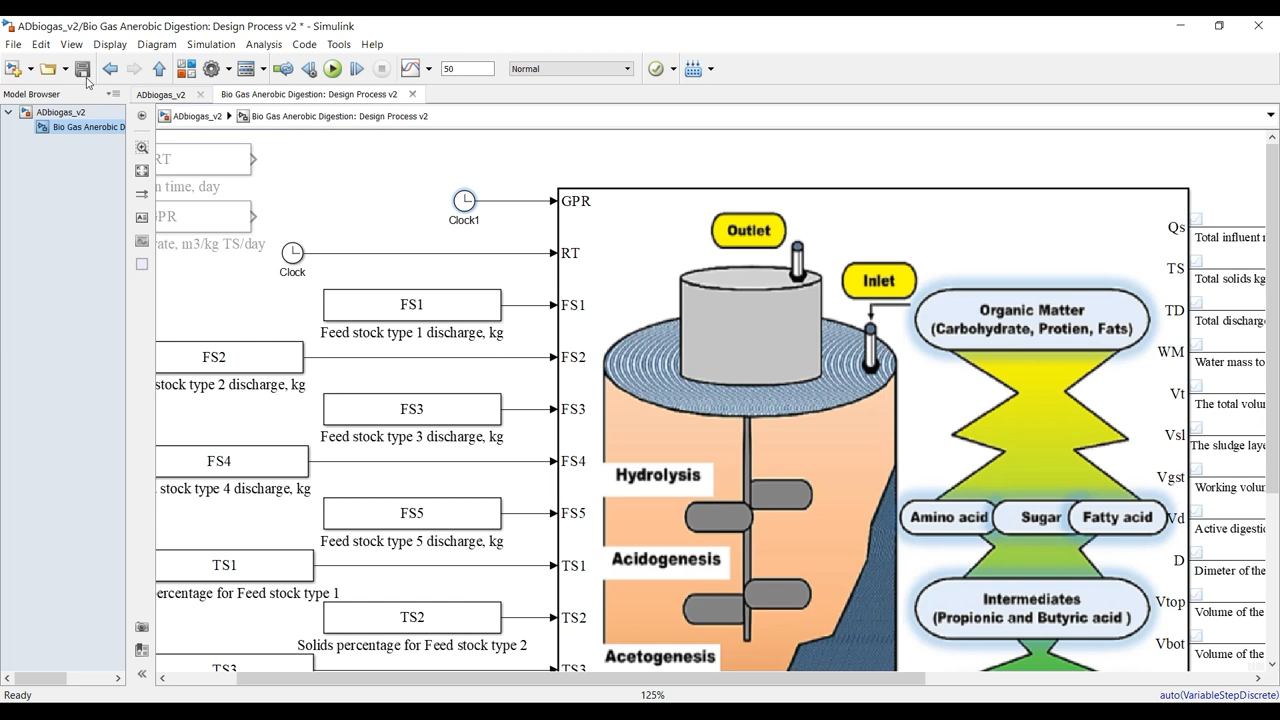 ADbiogas_v2/Bio Gas Anerobic Digestion: Design Process v2 * - Simulink
File Edit View Display Diagram Simulation Analysis Code Tools Help
50
Normal
Model Browser
ADbiogas_v2
Bio Gas Anerobic Digestion: Design Process v2
ADbiogas_v2
Bio Gas Anerobic D
ADbiogas_v2 Bio Gas Anerobic Digestion: Design Process v2
RT
n time, day
GPR
rate, m3/kg TS/day
Clock1
Clock
FS1
Feed stock type 1 discharge, kg
FS2
stock type 2 discharge, kg
FS3
Feed stock type 3 discharge, kg
FS4
stock type 4 discharge, kg
FS5
Feed stock type 5 discharge, kg
TS1
ercentage for Feed stock type 1
TS2
Solids percentage for Feed stock type 2
TS3
GPR
RT
FS1
FS2
FS3
FS4
FS5
TS1
TS2
TS3
Outlet
Inlet
Organic Matter
(Carbohydrate, Protien, Fats)
Hydrolysis
Amino acid
Sugar
Fatty acid
Acidogenesis
Intermediates
(Propionic and Butyric acid )
Acetogenesis
Qs
Total influent
TS
Total solids kg
TD
Total discharg
WM
Water mass to
Vt
The total volu
Vsl
The sludge laye
Vgst
Working volu
Vd
Active digesti
D
Dimeter of the
Vtop
Volume of the
Vbot
Volume of the
Ready
125%
auto(VariableStepDiscrete)